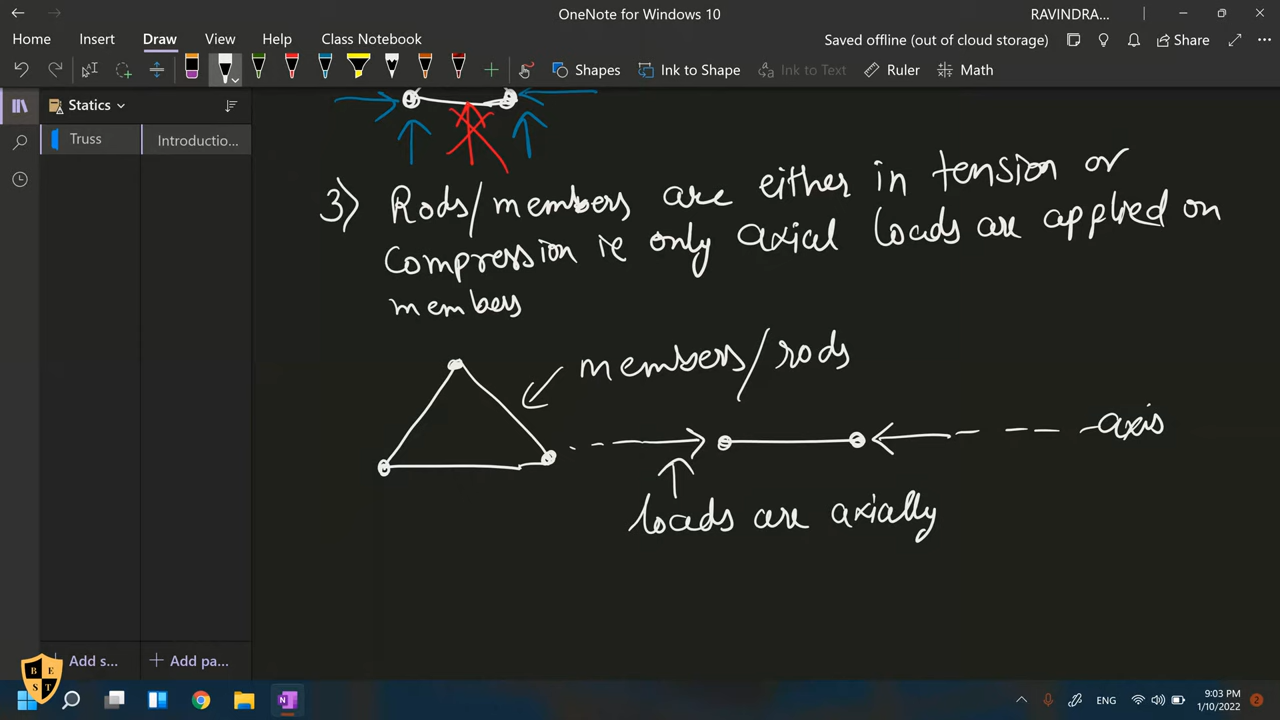 OneNote for Windows 10
RAVINDRA...
Home Insert Draw View Help Class Notebook
Saved offline (out of cloud storage)
Share
Shapes
Ink to Shape
Ink to Text
Ruler
Math
Statics
Truss
Introductio...
3) Rods/members are either in tension or
Compression ie only axial loads are applied on
members
members/rods
axis
loads are axially
Add s...
Add pa...
B E
S T
ENG
9:03 PM
1/10/2022
2